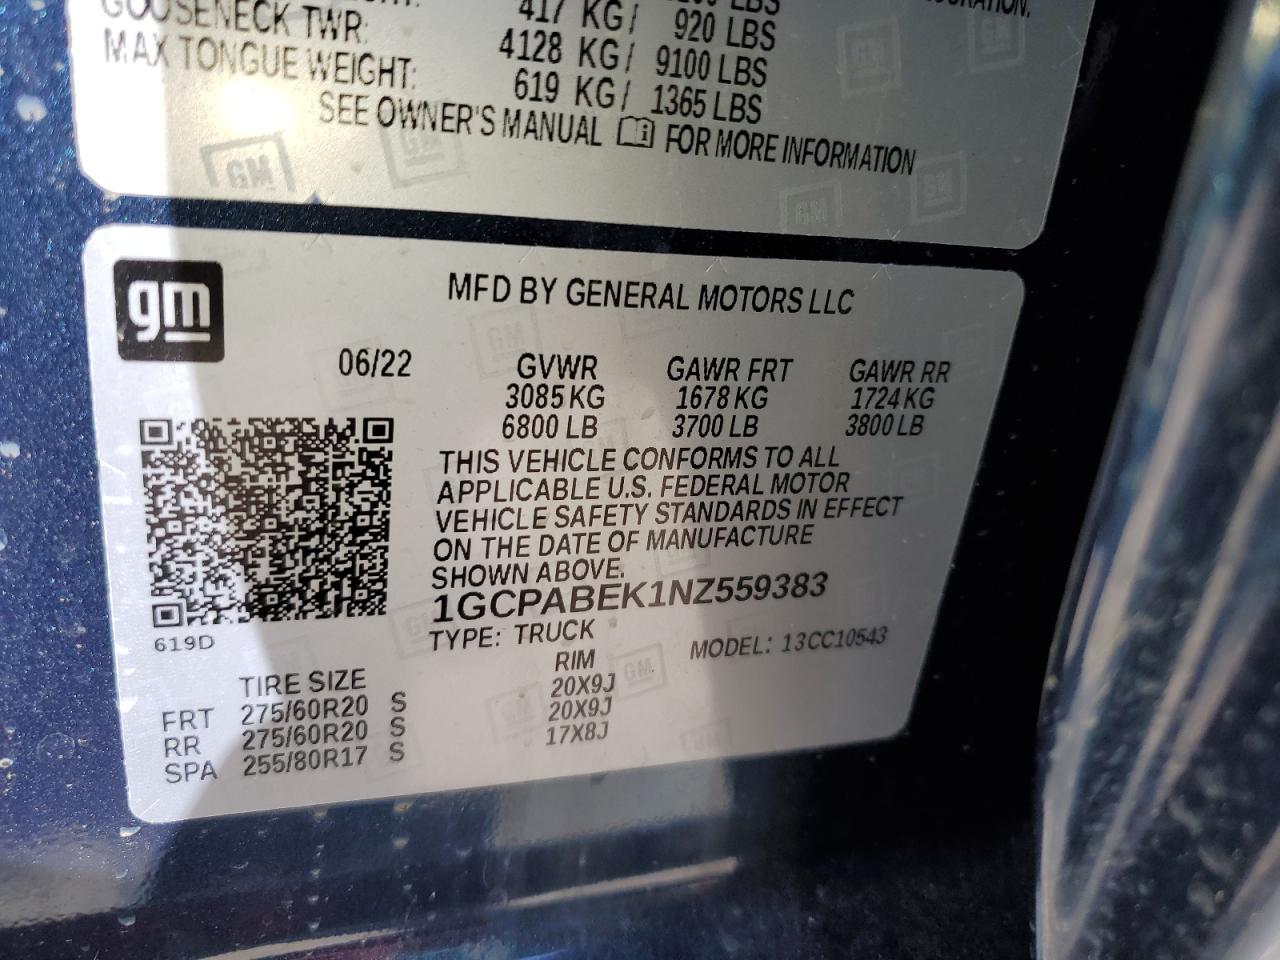 417 KG/ 920 LBS
GOOSENECK TWR: 4128 KG/ 9100 LBS
MAX TONGUE WEIGHT: 619 KG/ 1365 LBS
SEE OWNER'S MANUAL FOR MORE INFORMATION
gm
MFD BY GENERAL MOTORS LLC
06/22 GVWR GAWR FRT GAWR RR
3085 KG 1678 KG 1724 KG
6800 LB 3700 LB 3800 LB
THIS VEHICLE CONFORMS TO ALL
APPLICABLE U.S. FEDERAL MOTOR
VEHICLE SAFETY STANDARDS IN EFFECT
ON THE DATE OF MANUFACTURE
SHOWN ABOVE.
1GCPABEK1NZ559383
619D TYPE: TRUCK MODEL: 13CC10543
TIRE SIZE RIM
FRT 275/60R20 S 20X9J
RR 275/60R20 S 20X9J
SPA 255/80R17 S 17X8J